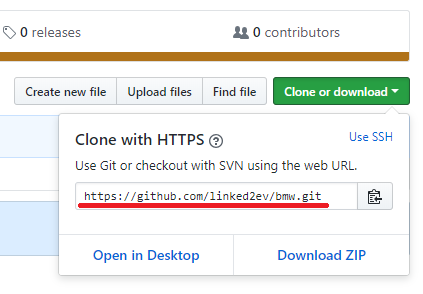 0 releases 0 contributors
Create new file Upload files Find file Clone or download
Clone with HTTPS Use SSH
Use Git or checkout with SVN using the web URL.
https://github.com/linked2ev/bmw.git
Open in Desktop Download ZIP